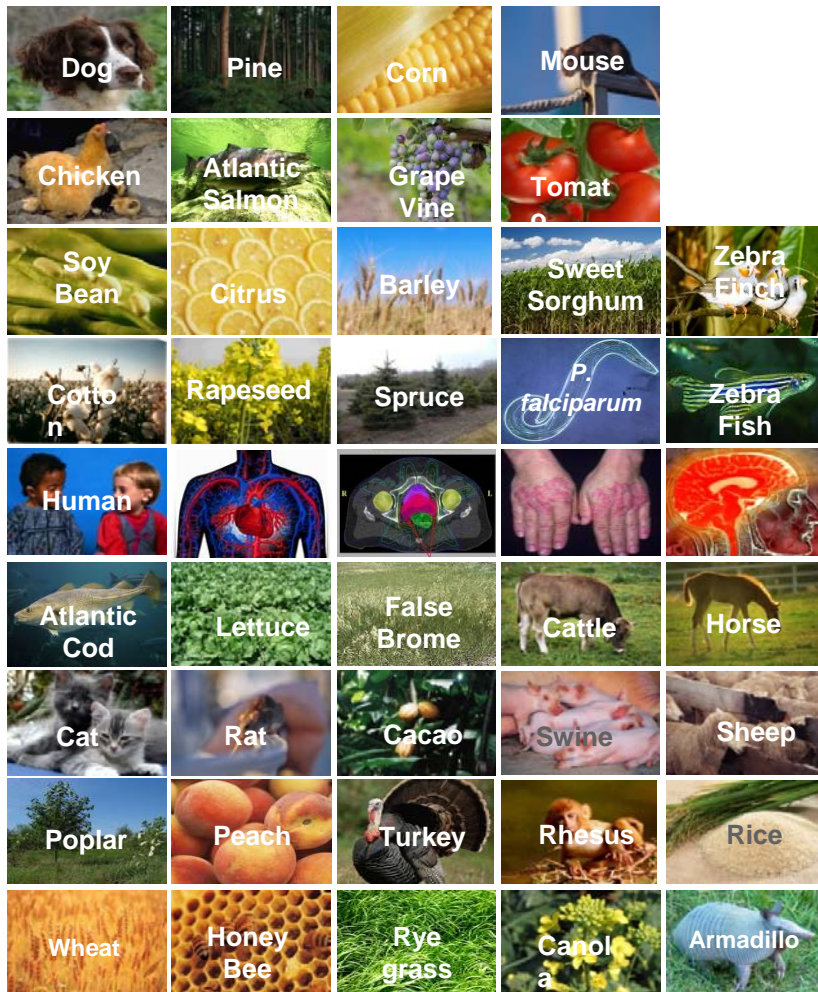 Dog
Pine
Corn
Mouse
Chicken
Atlantic
Salmon
Grape
Vine
Tomat
o
Soy
Bean
Citrus
Barley
Sweet
Sorghum
Zebra
Finch
Cotto
n
Rapeseed
Spruce
P.
falciparum
Zebra
Fish
Human
R
L
Atlantic
Cod
Lettuce
False
Brome
Cattle
Horse
Cat
Rat
Cacao
Swine
Sheep
Poplar
Peach
Turkey
Rhesus
Rice
Wheat
Honey
Bee
Rye
grass
Canol
a
Armadillo